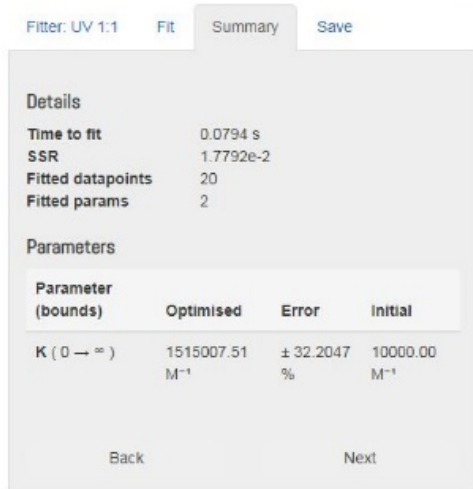 Fitter: UV 1:1 Fit Summary Save
Details
Time to fit 0.0794 s
SSR 1.7792e-2
Fitted datapoints 20
Fitted params 2
Parameters
Parameter
(bounds) Optimised Error Initial
K ( 0 → ∞ ) 1515007.51 ± 32.2047 10000.00
M⁻¹ % M⁻¹
Back Next